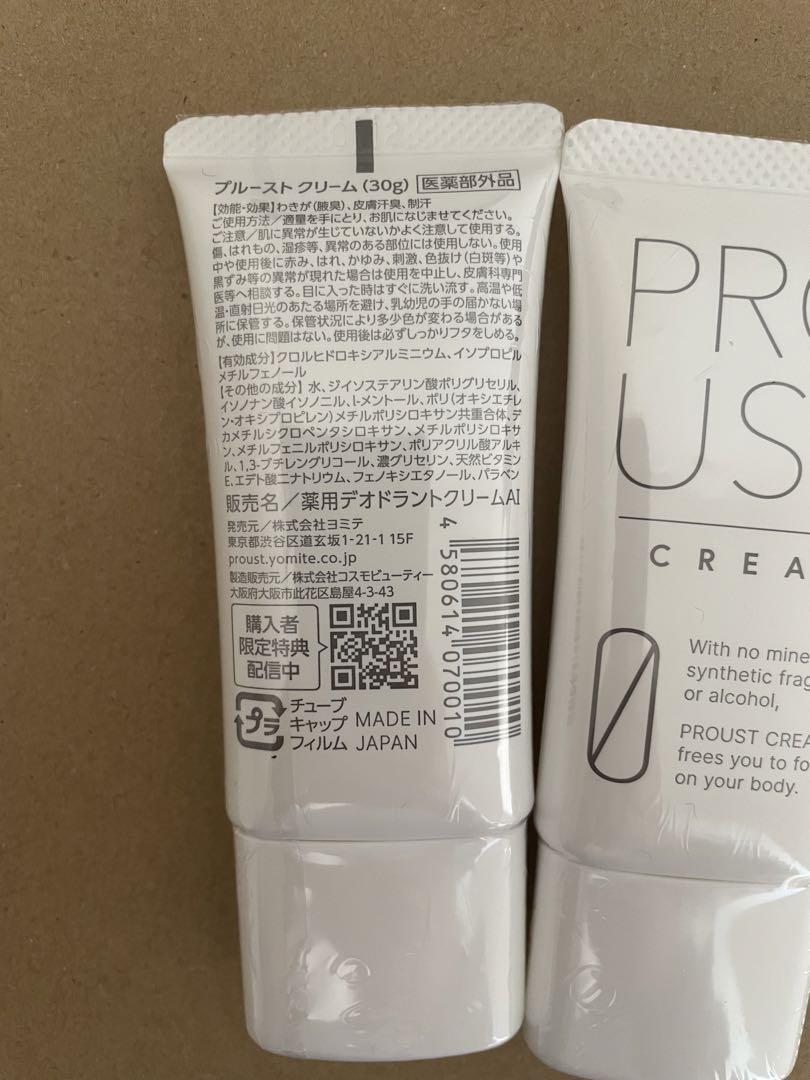 プルースト クリーム (30g) 医薬部外品
【効能・効果】わきが(腋臭)、皮膚汗臭、制汗
ご使用方法/適量を手にとり、お肌になじませてください。
ご注意/肌に異常が生じていないかよく注意して使用する。
傷、はれもの、湿疹等、異常のある部位には使用しない。使用
中や使用後に赤み、はれ、かゆみ、刺激、色抜け(白斑等)や
黒ずみ等の異常が現れた場合は使用を中止し、皮膚科専門
医等へ相談する。目に入った時はすぐに洗い流す。高温や低
温・直射日光のあたる場所を避け、乳幼児の手の届かない場
所に保管する。保管状況により多少色が変わる場合がある
が、使用に問題はない。使用後は必ずしっかりフタをしめる。
【有効成分】クロルヒドロキシアルミニウム、イソプロピル
メチルフェノール
【その他の成分】水、ジイソステアリン酸ポリグリセリル、
イソノナン酸イソノニル、l-メントール、ポリ(オキシエチレ
ン・オキシプロピレン)メチルポリシロキサン共重合体、デ
カメチルシクロペンタシロキサン、メチルポリシロキサ
ン、メチルフェニルポリシロキサン、ポリアクリル酸アルキ
ル、1,3-ブチレングリコール、濃グリセリン、天然ビタミン
E、エデト酸二ナトリウム、フェノキシエタノール、パラベン
販売名/薬用デオドラントクリームAI
発売元/株式会社ヨミテ
東京都渋谷区道玄坂1-21-1 15F
proust.yomite.co.jp
製造販売元/株式会社コスモビューティー
大阪府大阪市此花区島屋4-3-43
購入者
限定特典
配信中
プラ
チューブ
キャップ
フィルム
MADE IN
JAPAN
4 580614 070010
PRO
US
CREA
With no mine
synthetic frag
or alcohol,
PROUST CREA
frees you to fo
on your body.